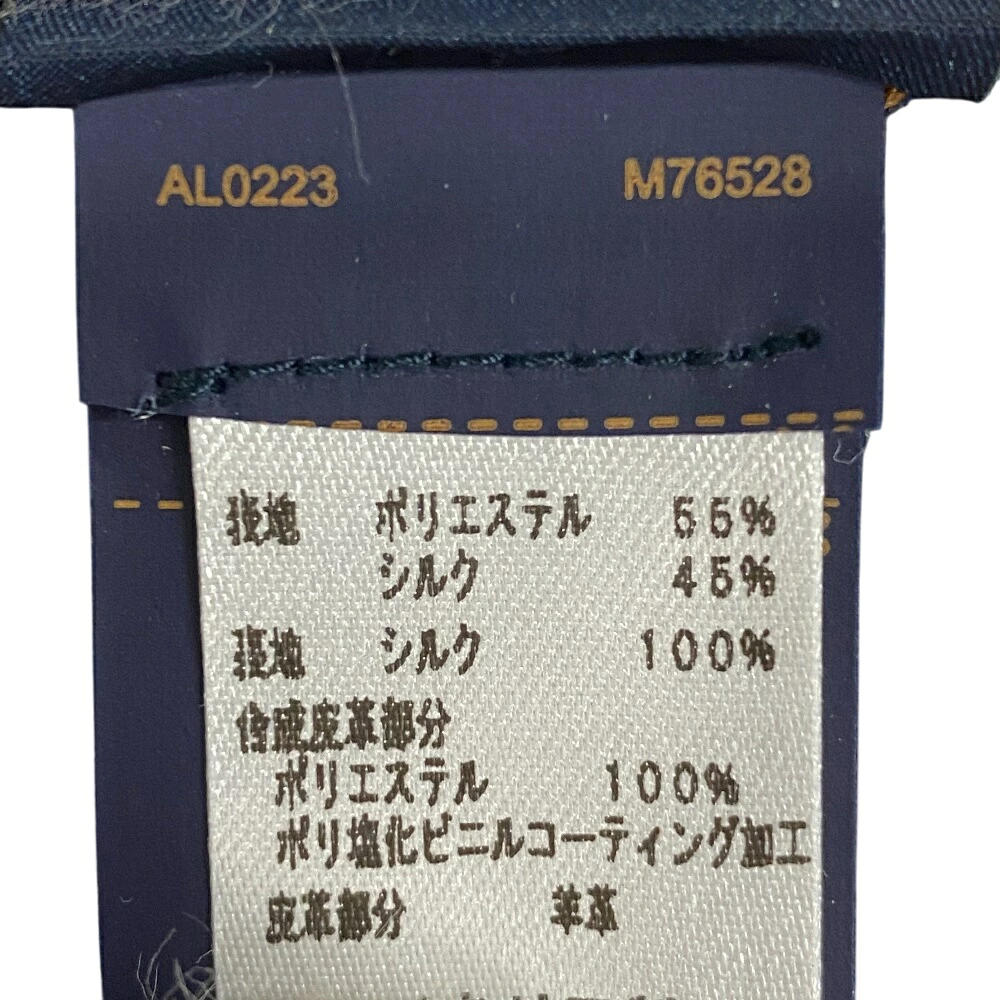 AL0223 M76528
表地 ポリエステル 55%
シルク 45%
裏地 シルク 100%
合成皮革部分
ポリエステル 100%
ポリ塩化ビニルコーティング加工
皮革部分 羊革